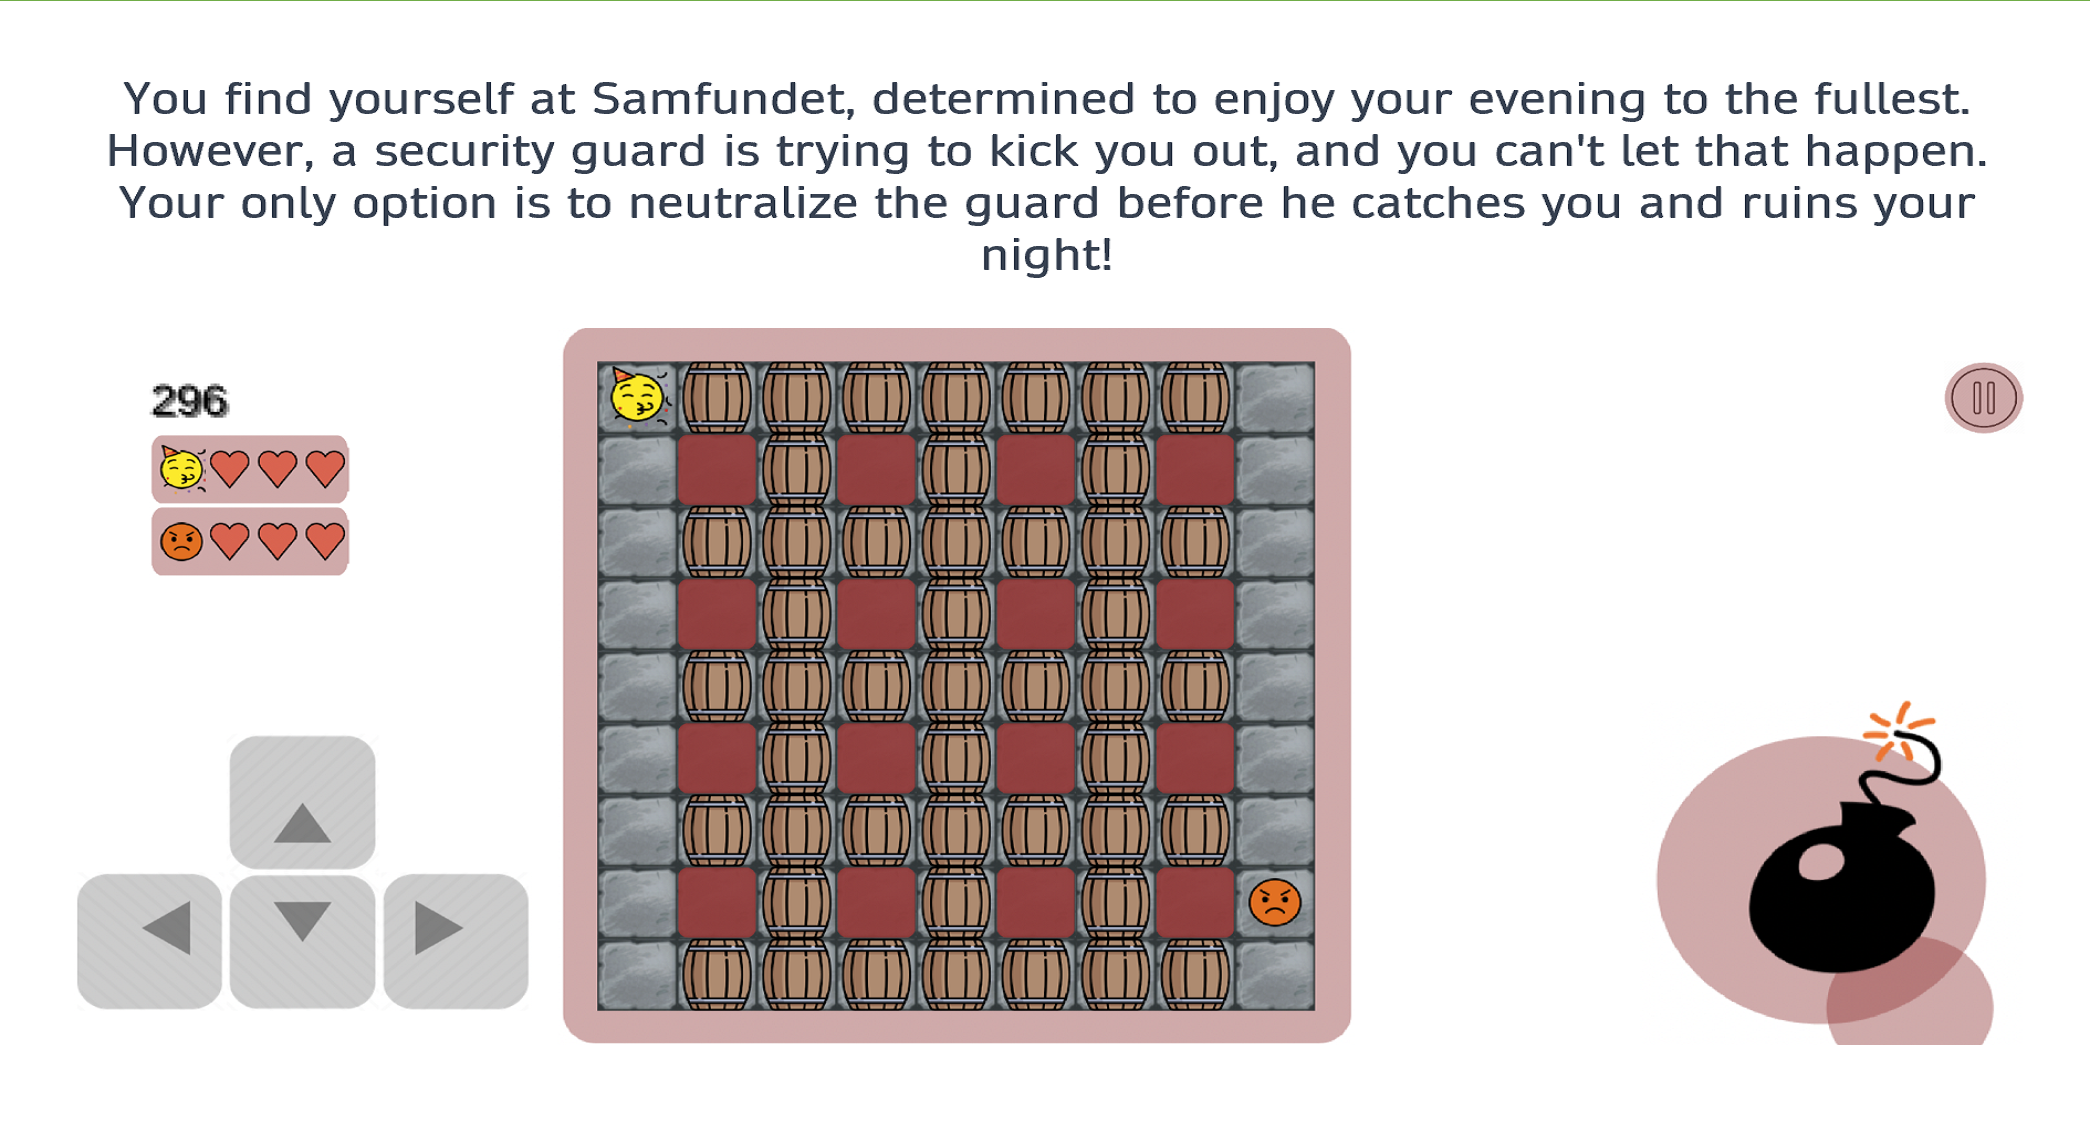 You find yourself at Samfundet, determined to enjoy your evening to the fullest.
However, a security guard is trying to kick you out, and you can't let that happen.
Your only option is to neutralize the guard before he catches you and ruins your
night!
296